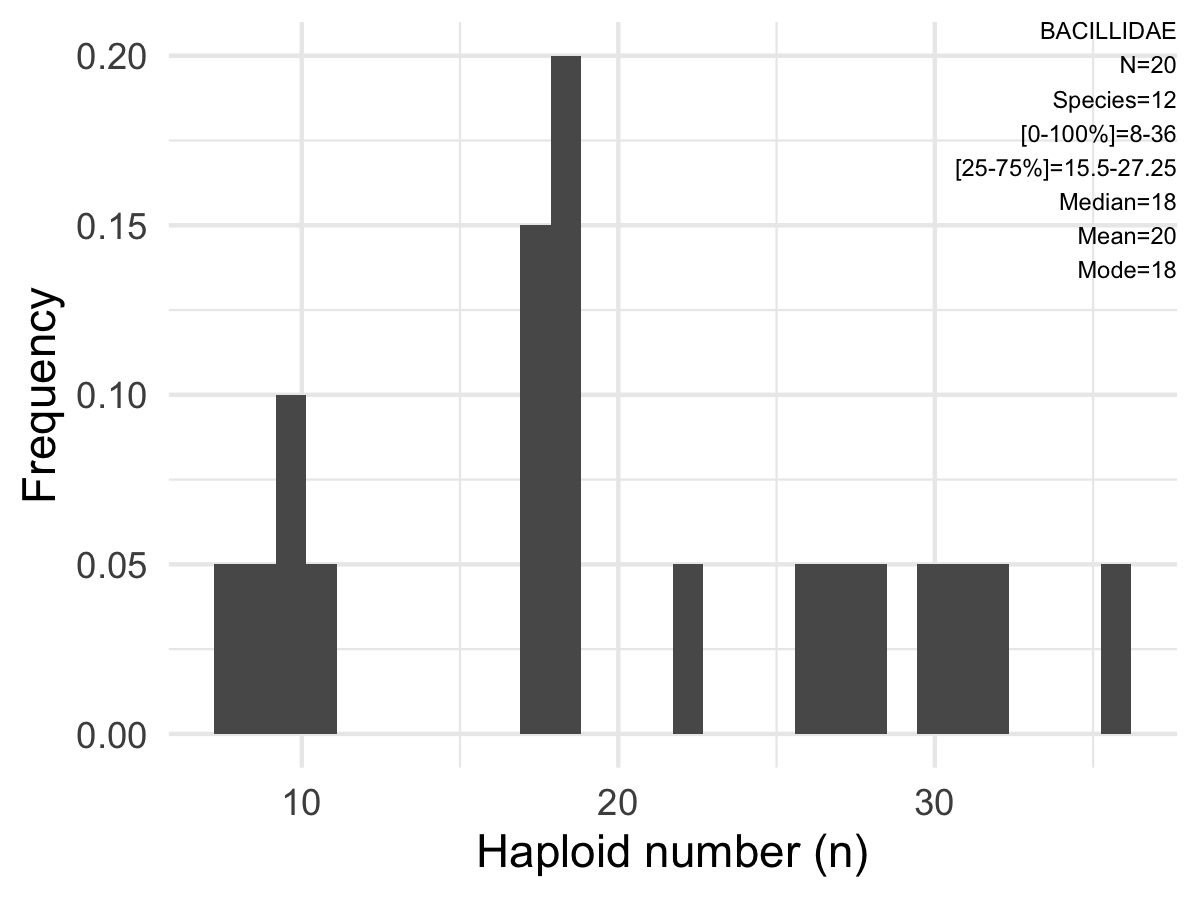 BACILLIDAE
N=20
Species=12
[0-100%]=8-36
[25-75%]=15.5-27.25
Median=18
Mean=20
Mode=18
0.20
0.15
0.10
0.05
0.00
Frequency
10 20 30
Haploid number (n)